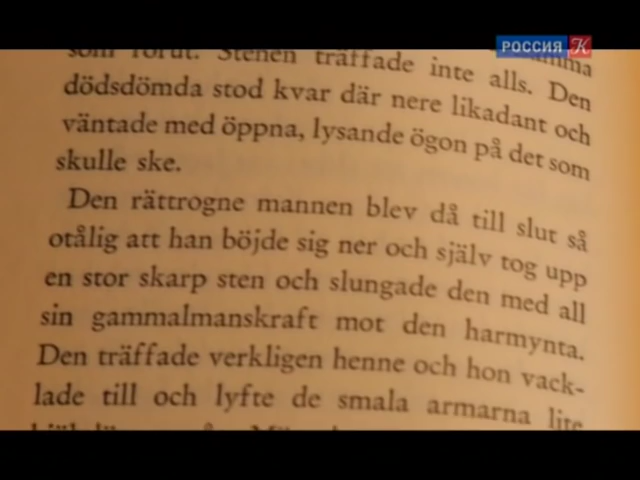 РОССИЯ К
som förut. Stenen träffade inte alls. Den
dödsdömda stod kvar där nere likadant och
väntade med öppna, lysande ögon på det som
skulle ske.
Den rättrogne mannen blev då till slut så
otålig att han böjde sig ner och själv tog upp
en stor skarp sten och slungade den med all
sin gammalmanskraft mot den harmynta.
Den träffade verkligen henne och hon vack-
lade till och lyfte de smala armarna lite